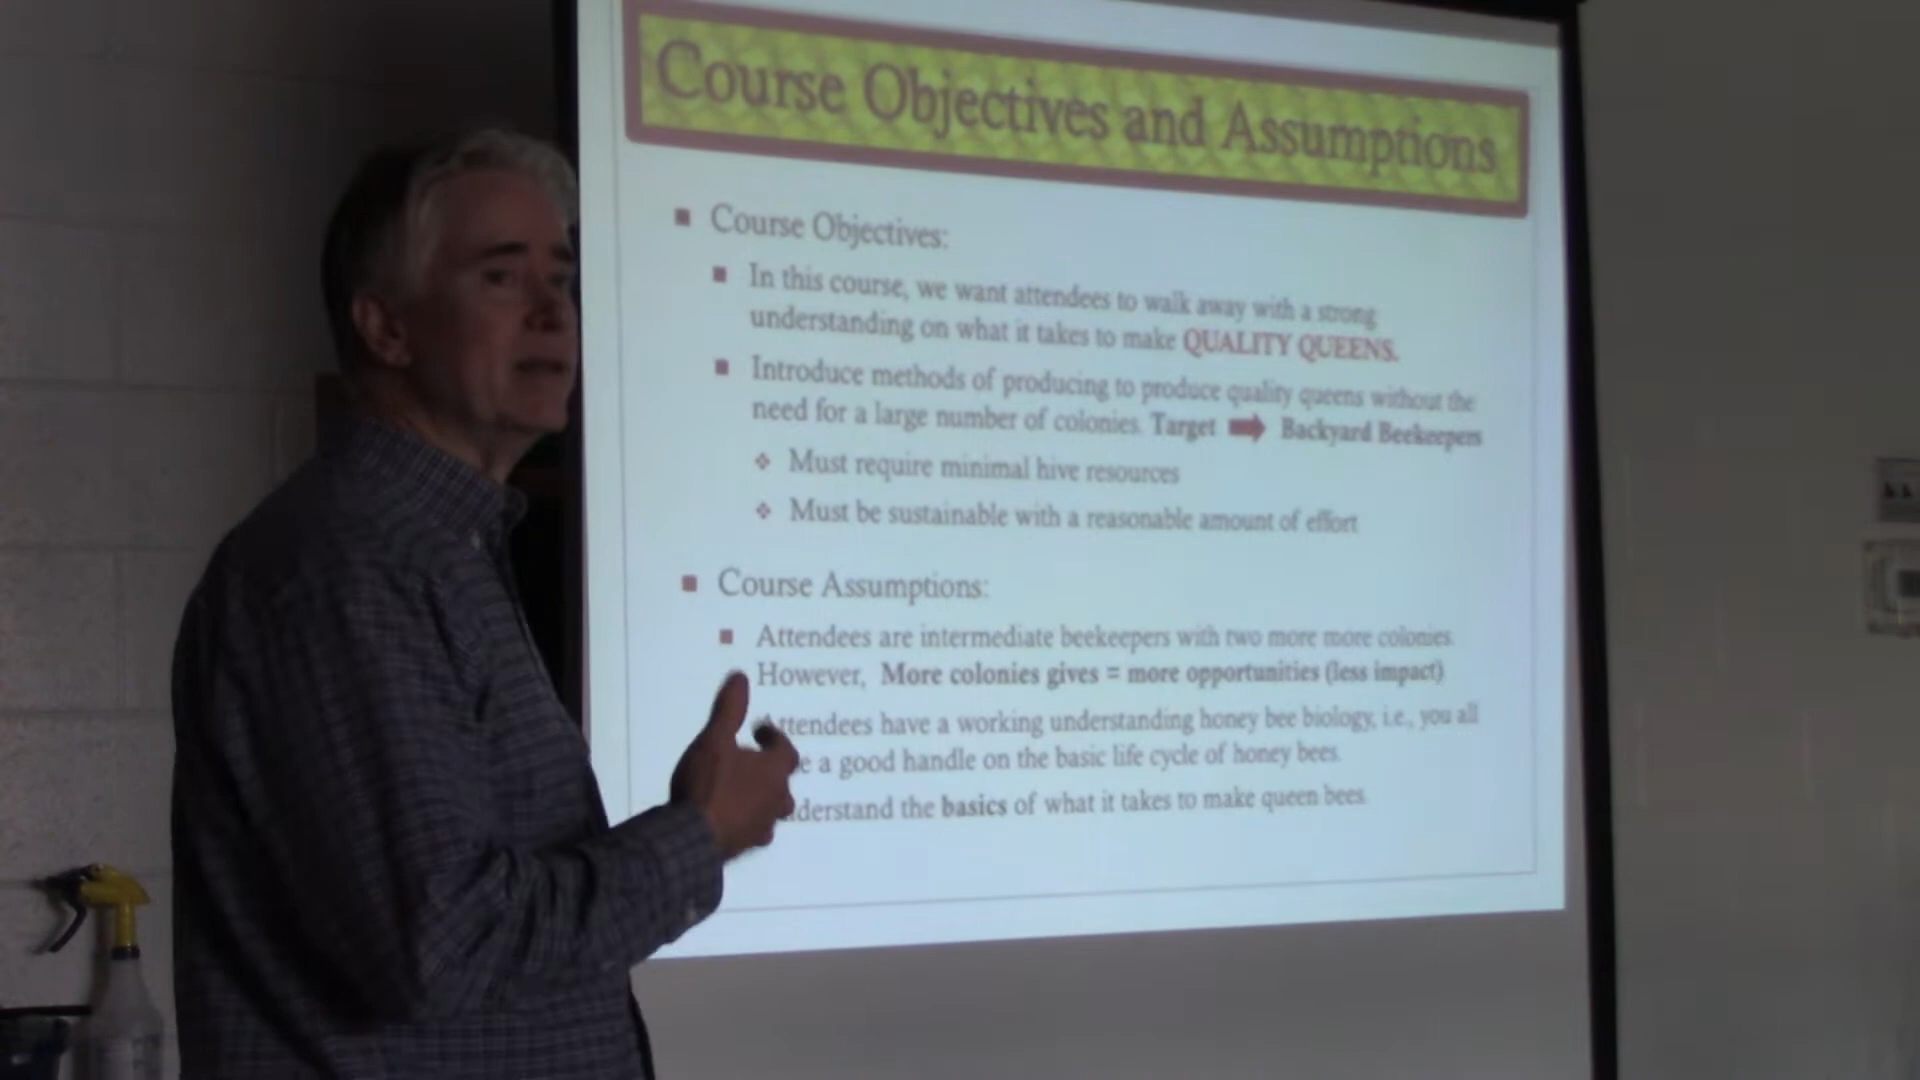 Course Objectives and Assumptions
Course Objectives:
In this course, we want attendees to walk away with a strong
understanding on what it takes to make QUALITY QUEENS.
Introduce methods of producing to produce quality queens without the
need for a large number of colonies. Target Backyard Beekeepers
Must require minimal hive resources
Must be sustainable with a reasonable amount of effort
Course Assumptions:
Attendees are intermediate beekeepers with two more more colonies.
However, More colonies gives = more opportunities (less impact)
Attendees have a working understanding honey bee biology, i.e., you all
a good handle on the basic life cycle of honey bees.
the basics of what it takes to make queen bees.